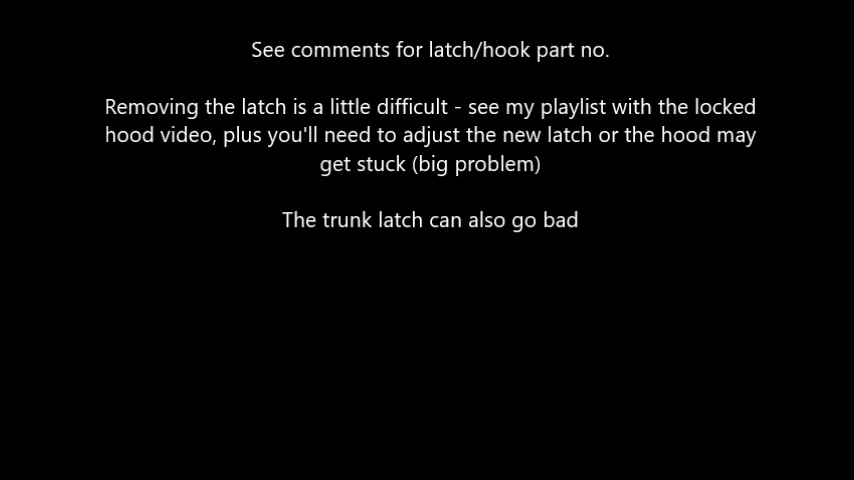 See comments for latch/hook part no.
Removing the latch is a little difficult - see my playlist with the locked
hood video, plus you'll need to adjust the new latch or the hood may
get stuck (big problem)
The trunk latch can also go bad